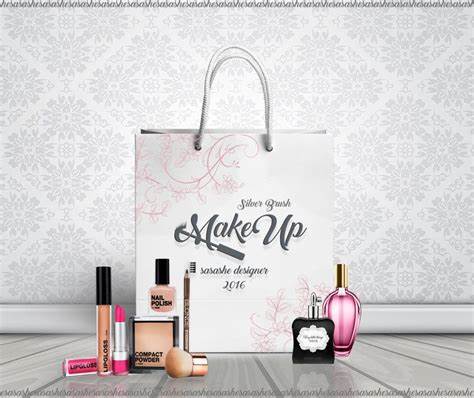 Silver Brush
MakeUp
sasashe designer
2016
NAIL
POLISH
LIPGLOSS
COMPACT
POWDER
LIPGLOSS